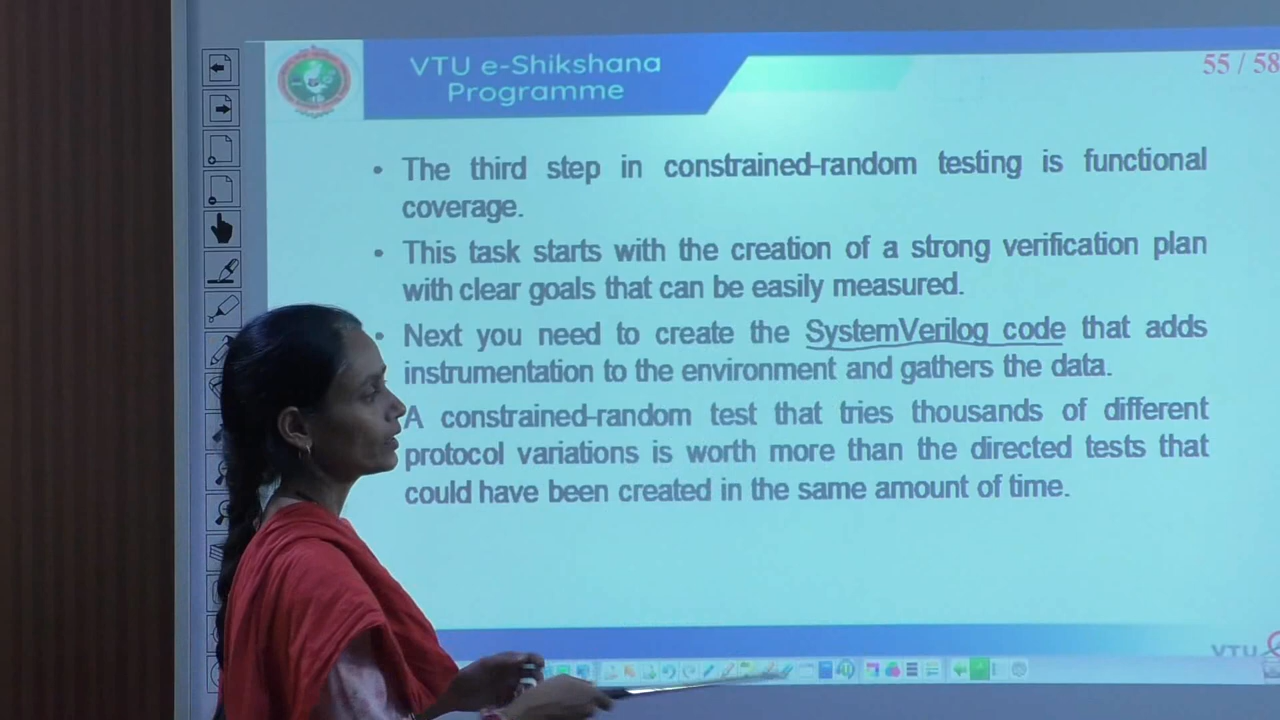 VTU e-Shikshana
Programme
55 / 58
• The third step in constrained-random testing is functional
coverage.
• This task starts with the creation of a strong verification plan
with clear goals that can be easily measured.
• Next you need to create the SystemVerilog code that adds
instrumentation to the environment and gathers the data.
A constrained-random test that tries thousands of different
protocol variations is worth more than the directed tests that
could have been created in the same amount of time.
VTU